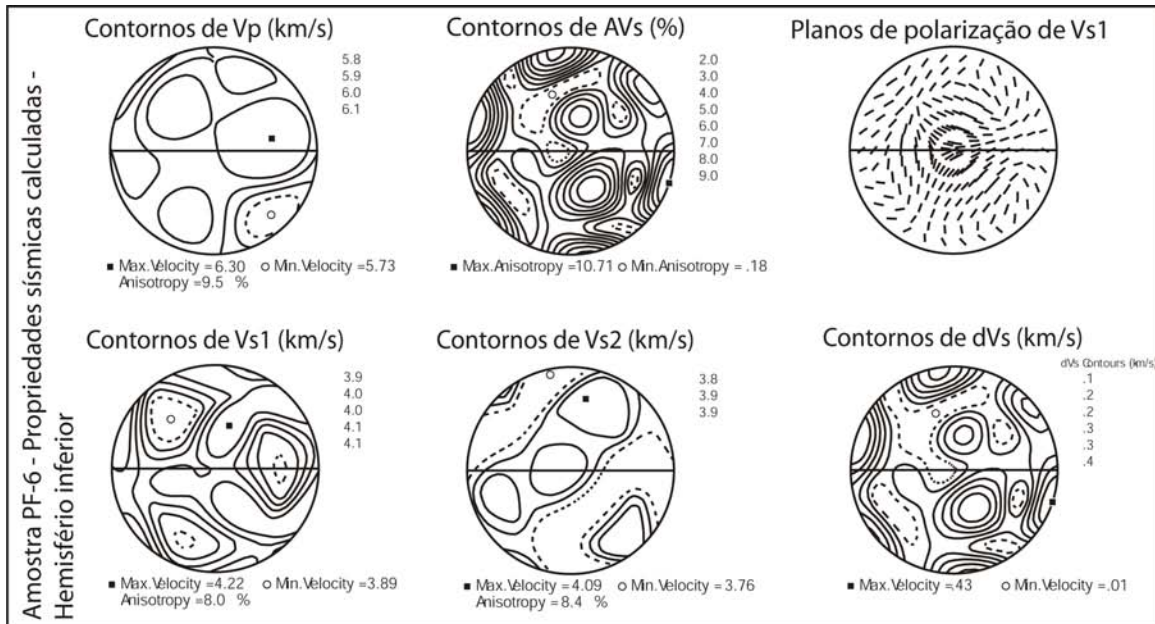 Amostra PF-6 - Propriedades sísmicas calculadas -
Hemisfério inferior
Contornos de Vp (km/s)
5.8
5.9
6.0
6.1
■ Max.Velocity =6.30 ○ Min.Velocity =5.73
Anisotropy =9.5 %
Contornos de AVs (%)
2.0
3.0
4.0
5.0
6.0
7.0
8.0
9.0
■ Max.Anisotropy =10.71 ○ Min.Anisotropy = .18
Planos de polarização de Vs1
Contornos de Vs1 (km/s)
3.9
4.0
4.0
4.1
4.1
■ Max.Velocity =4.22 ○ Min.Velocity =3.89
Anisotropy =8.0 %
Contornos de Vs2 (km/s)
3.8
3.9
3.9
■ Max.Velocity =4.09 ○ Min.Velocity =3.76
Anisotropy =8.4 %
Contornos de dVs (km/s)
dVs Contours (km/s)
.1
.2
.2
.3
.3
.4
■ Max.Velocity =.43 ○ Min.Velocity =.01